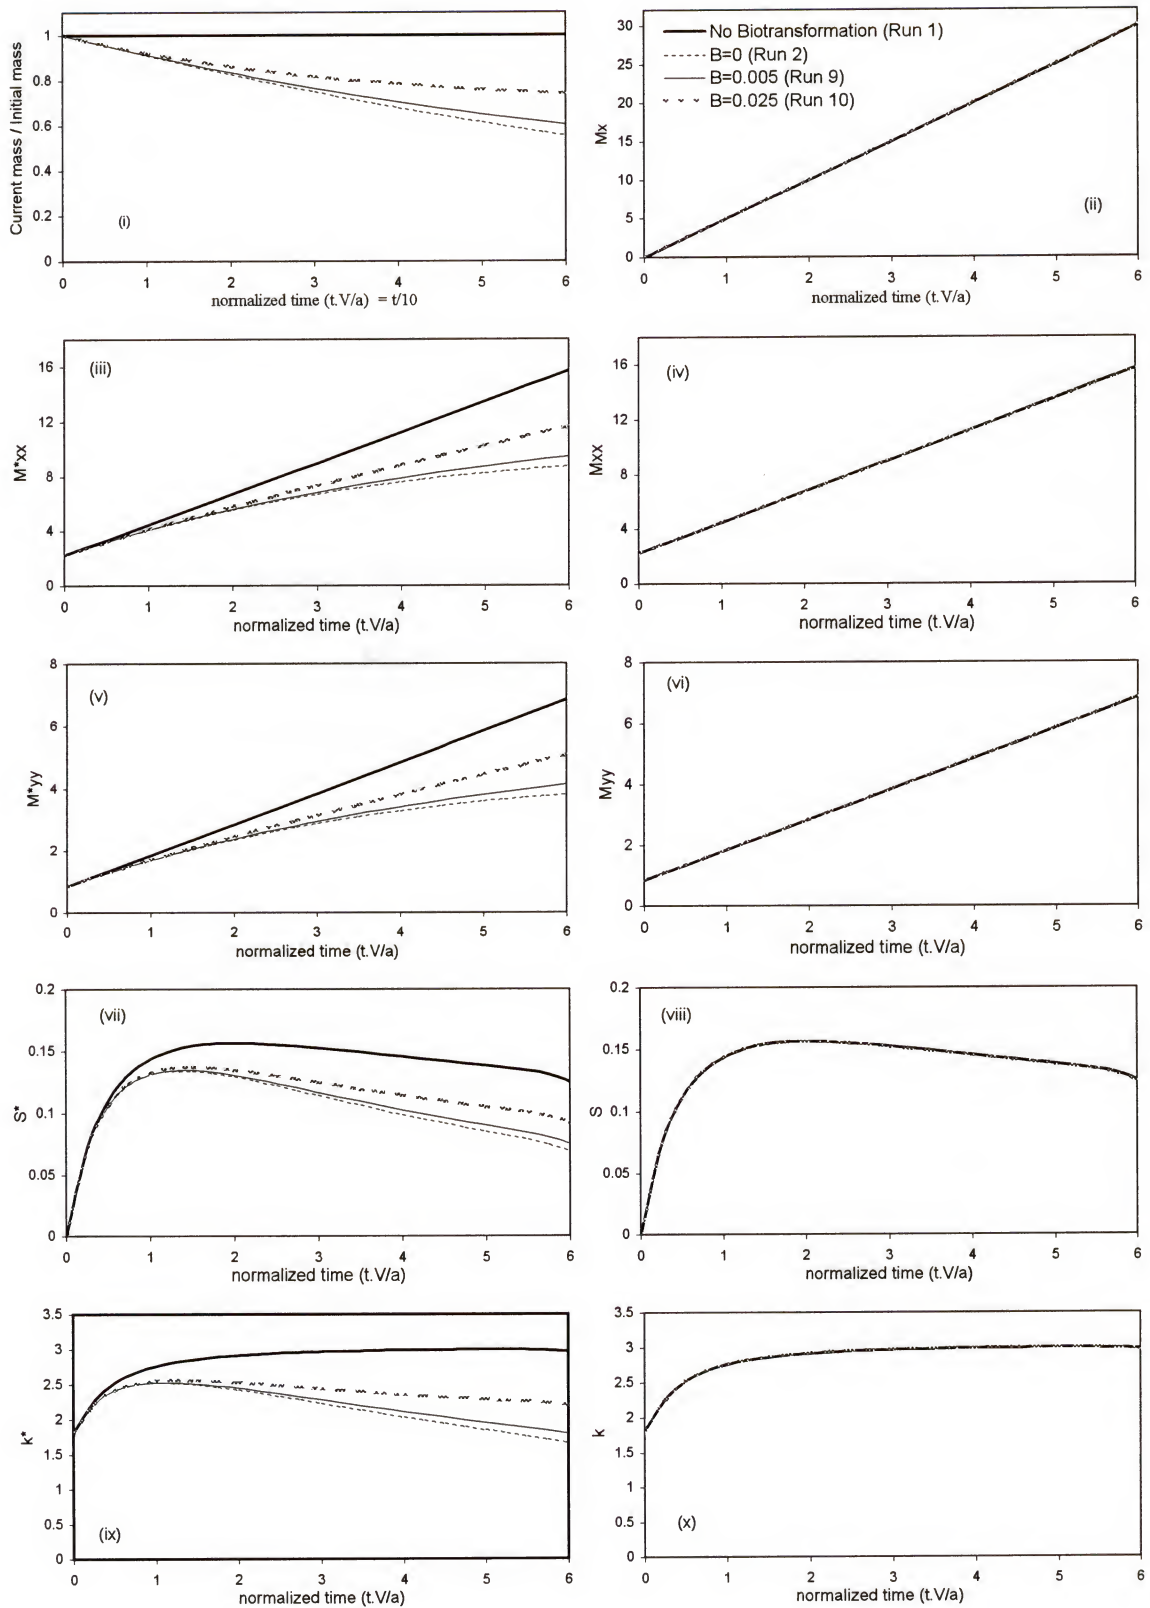 Current mass / Initial mass
1
0.8
0.6
0.4
0.2
0
(i)
0 1 2 3 4 5 6
normalized time (t.V/a) = t/10
Mx
30
25
20
15
10
5
0
No Biotransformation (Run 1)
B=0 (Run 2)
B=0.005 (Run 9)
B=0.025 (Run 10)
(ii)
0 1 2 3 4 5 6
normalized time (t.V/a)
M*xx
16
12
8
4
0
(iii)
0 1 2 3 4 5 6
normalized time (t.V/a)
Mxx
16
12
8
4
0
(iv)
0 1 2 3 4 5 6
normalized time (t.V/a)
M*yy
8
6
4
2
0
(v)
0 1 2 3 4 5 6
normalized time (t.V/a)
Myy
8
6
4
2
0
(vi)
0 1 2 3 4 5 6
normalized time (t.V/a)
S*
0.2
0.15
0.1
0.05
0
(vii)
0 1 2 3 4 5 6
normalized time (t.V/a)
S
0.2
0.15
0.1
0.05
0
(viii)
0 1 2 3 4 5 6
normalized time (t.V/a)
k*
3.5
3
2.5
2
1.5
1
0.5
0
(ix)
0 1 2 3 4 5 6
normalized time (t.V/a)
k
3.5
3
2.5
2
1.5
1
0.5
0
(x)
0 1 2 3 4 5 6
normalized time (t.V/a)